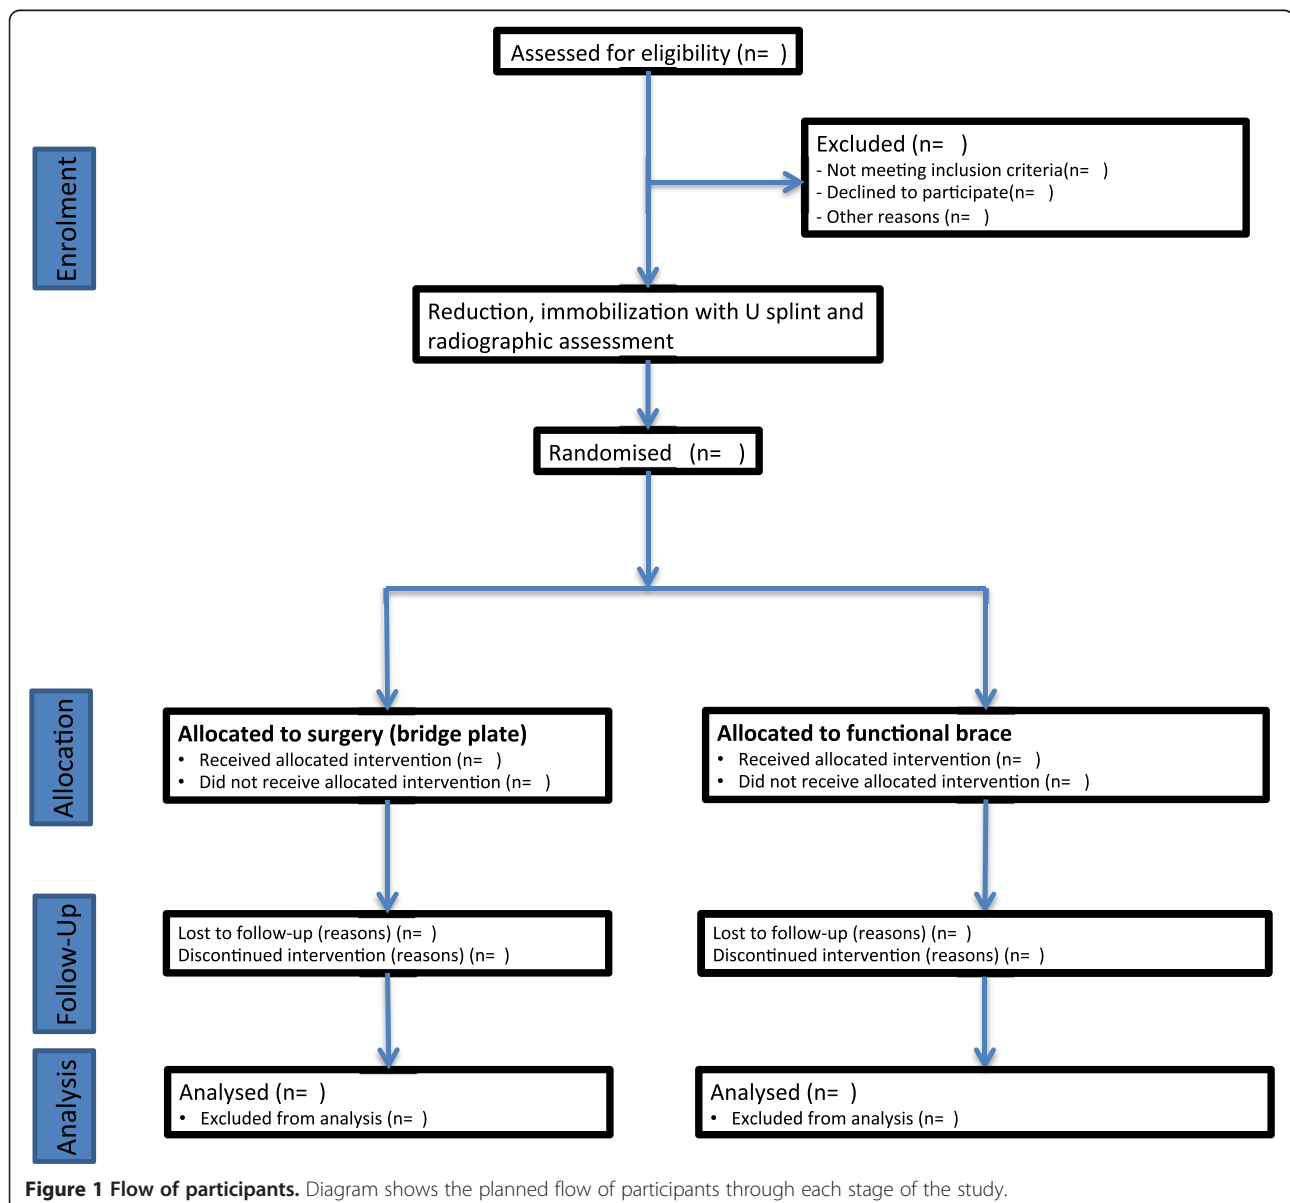 Assessed for eligibility (n=  )
Enrolment
Excluded (n=   )
- Not meeting inclusion criteria(n=   )
- Declined to participate(n=   )
- Other reasons (n=   )
Reduction, immobilization with U splint and
radiographic assessment
Randomised   (n=   )
Allocation
Allocated to surgery (bridge plate)
• Received allocated intervention (n=   )
• Did not receive allocated intervention (n=   )
Allocated to functional brace
• Received allocated intervention (n=   )
• Did not receive allocated intervention (n=   )
Follow-Up
Lost to follow-up (reasons) (n=  )
Discontinued intervention (reasons) (n=  )
Lost to follow-up (reasons) (n=  )
Discontinued intervention (reasons) (n=  )
Analysis
Analysed (n=  )
• Excluded from analysis (n=  )
Analysed (n=  )
• Excluded from analysis (n=  )
Figure 1 Flow of participants. Diagram shows the planned flow of participants through each stage of the study.